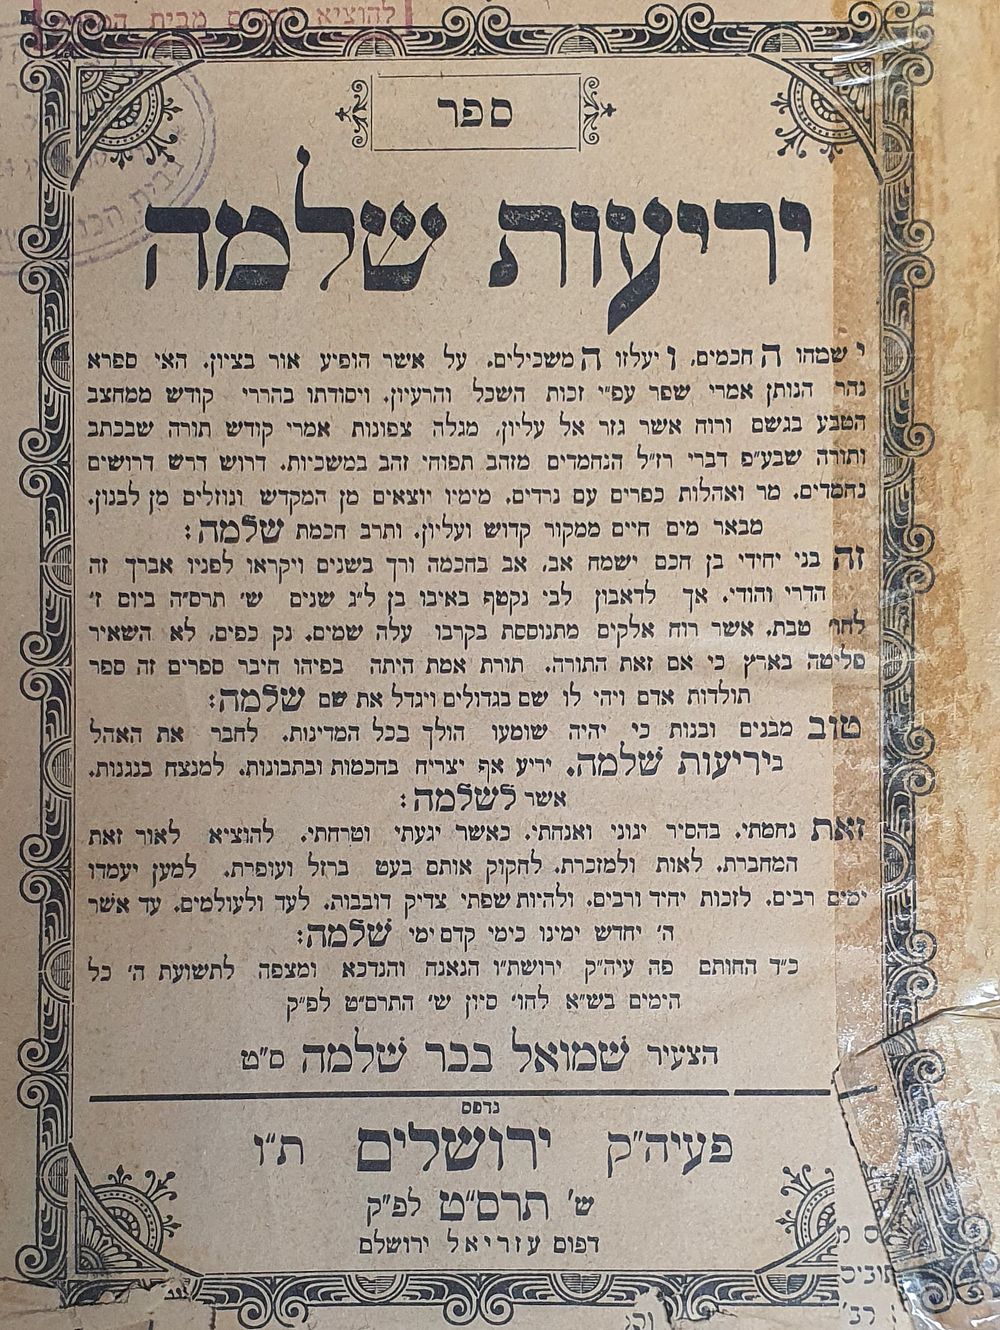 להוציא מבית
ספר
יריעות שלמה
ישמחו החכמים. ויעלזו המשכילים. על אשר הופיע אור בציון. האי ספרא
נהר הנותן אמרי שפר עפ״י זכות השכל והרעיון. ויסודתו בהררי קודש ממחצב
הטבע בגשם ורוח אשר גזר אל עליון. מגלה צפונות אמרי קודש תורה שבכתב
ותורה שבע״פ דברי רז״ל הנחמדים מזהב תפוחי זהב במשכיות. דרוש דרש דרושים
נחמדים. מר ואהלות כפרים עם נרדים. מימיו יוצאים מן המקדש ונוזלים מן לבנון.
מבאר מים חיים ממקור קדוש ועליון. ותרב חכמת שלמה:
זה בני יחידי בן חכם ישמח אב, אב בחכמה ורך בשנים ויקראו לפניו אברך זה
הדרי והודי. אך לדאבון לבי נקטף באיבו בן ל״ג שנים ש׳ תרס״ה ביום ז׳
לחד׳ טבת. אשר רוח אלקים מתנוססת בקרבו עלה שמים. נק כפים, לא השאיר
פליטה בארץ כי אם זאת התורה. תורת אמת היתה בפיהו חיבר ספרים זה ספר
תולדות אדם ויהי לו שם בגדולים ויגדל את שם שלמה:
טוב מבנים ובנות כי יהיה שומעו הולך בכל המדינות. לחבר את האהל
ביריעות שלמה. יריע אף יצריח בחכמות ובתבונות. למנצח בנגנות.
אשר לשלמה:
זאת נחמתי. בהסיר יגוני ואנחתי. כאשר יגעתי וטרחתי. להוציא לאור זאת
המחברת. לאות ולמזכרת. לחקוק אותם בעט ברזל ועופרת. למען יעמדו
ימים רבים. לזכות יחיד ורבים. ולהיות שפתי צדיק דובבות. לעד ולעולמים. עד אשר
ה׳ יחדש ימינו כימי קדם ימי שלמה:
כ״ד החותם פה עיה״ק ירושת״ו הנאנח והנדכא ומצפה לתשועת ה׳ כל
הימים בש״א לחו׳ סיון ש׳ התרס״ט לפ״ק
הצעיר שמואל בכר שלמה ס״ט
נדפס
פעיה״ק ירושלים ת״ו
ש׳ תרס״ט לפ״ק
דפוס עזריאל ירושלם